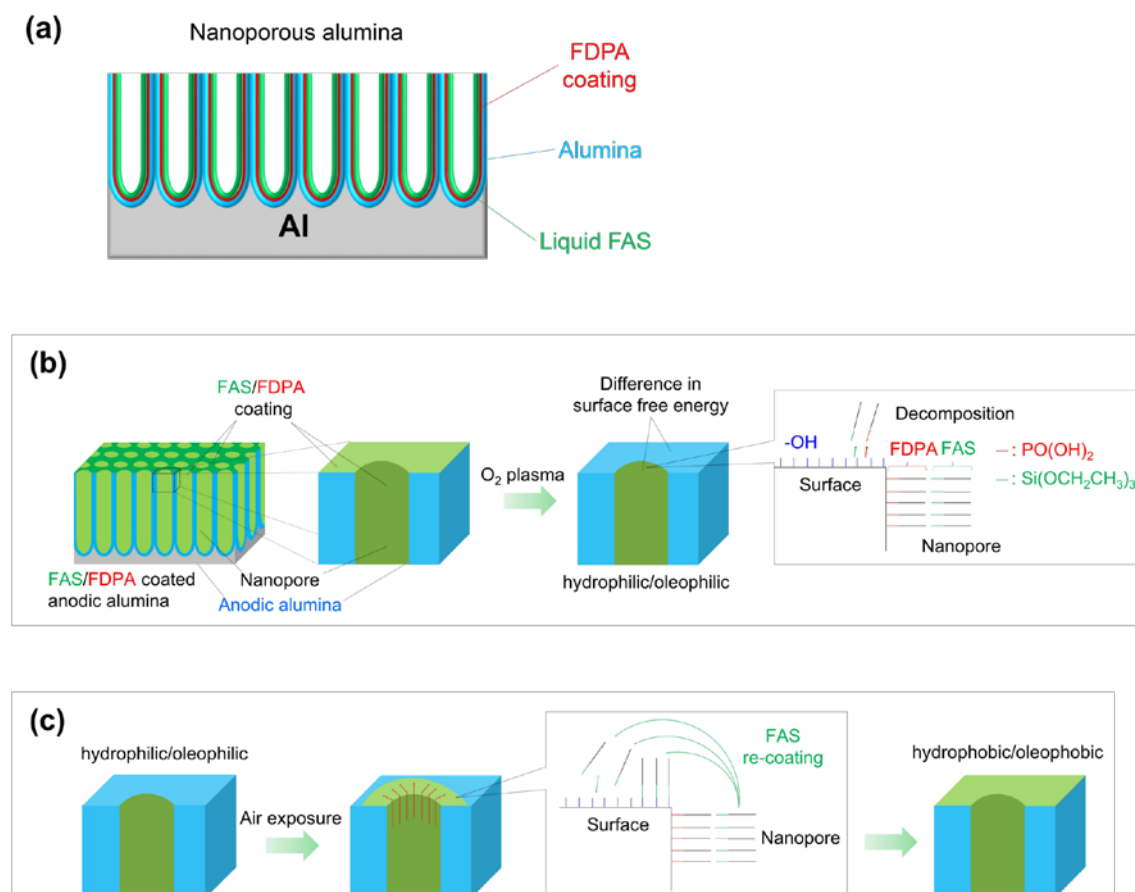 (a)
Nanoporous alumina
FDPA
coating
Alumina
Al
Liquid FAS
(b)
FAS/FDPA
coating
Difference in
surface free energy
O₂ plasma
Decomposition
-OH
FDPA FAS
—: PO(OH)₂
—: Si(OCH₂CH₃)₃
Surface
Nanopore
Nanopore
hydrophilic/oleophilic
FAS/FDPA coated
anodic alumina
Anodic alumina
(c)
hydrophilic/oleophilic
Air exposure
FAS
re-coating
Surface
Nanopore
hydrophobic/oleophobic